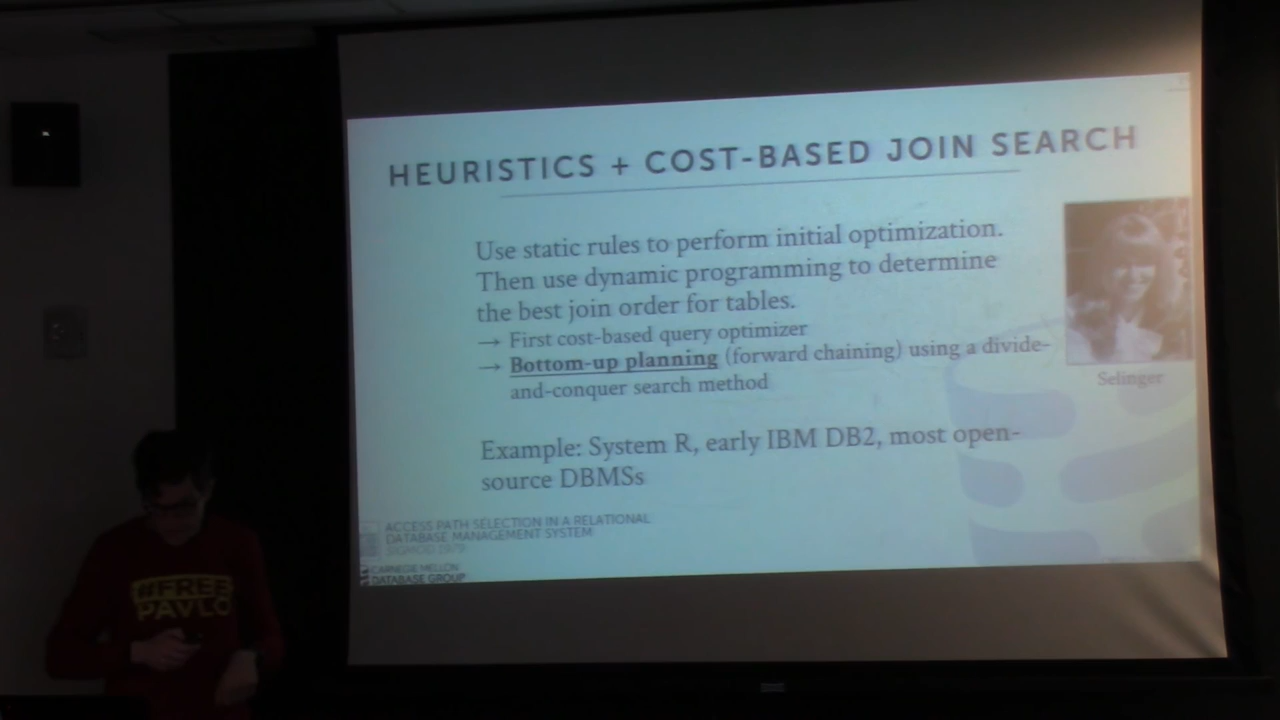 HEURISTICS + COST-BASED JOIN SEARCH
Use static rules to perform initial optimization.
Then use dynamic programming to determine
the best join order for tables.
→ First cost-based query optimizer
→ Bottom-up planning (forward chaining) using a divide-
and-conquer search method
Selinger
Example: System R, early IBM DB2, most open-
source DBMSs
ACCESS PATH SELECTION IN A RELATIONAL
DATABASE MANAGEMENT SYSTEM
SIGMOD 1979
CARNEGIE MELLON
DATABASE GROUP
#FREE
PAVLO